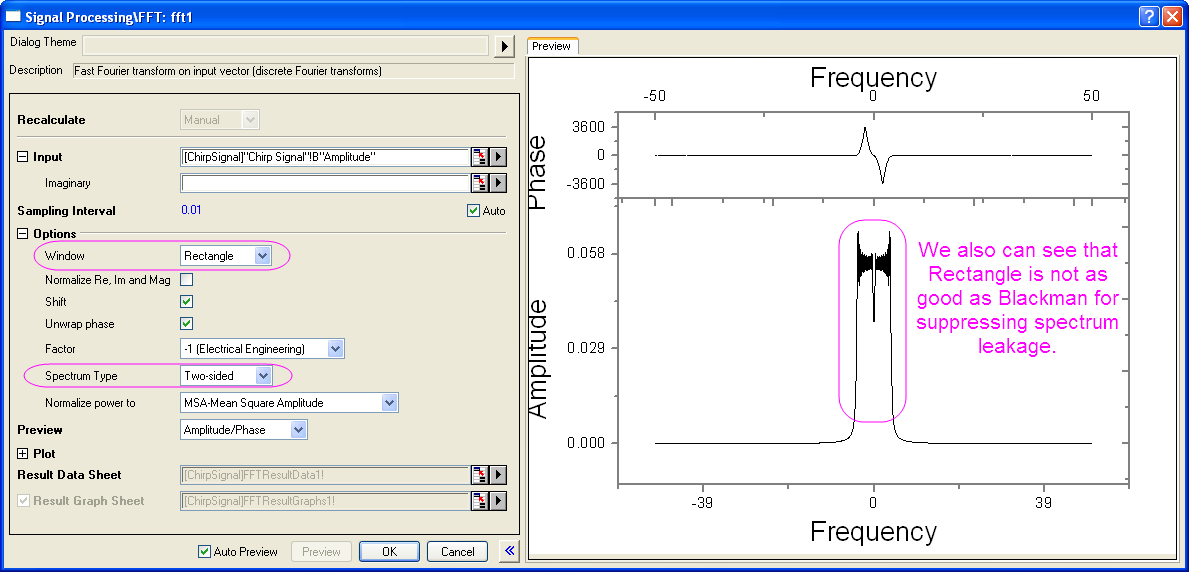 Signal Processing\FFT: fft1
Dialog Theme
Description Fast Fourier transform on input vector (discrete Fourier transforms)
Recalculate Manual
Input [ChirpSignal]"Chirp Signal"!B"Amplitude"
Imaginary
Sampling Interval 0.01 Auto
Options
Window Rectangle
Normalize Re, Im and Mag
Shift
Unwrap phase
Factor -1 (Electrical Engineering)
Spectrum Type Two-sided
Normalize power to MSA-Mean Square Amplitude
Preview Amplitude/Phase
Plot
Result Data Sheet [ChirpSignal]FFTResultData1!
Result Graph Sheet [ChirpSignal]FFTResultGraphs1!
Auto Preview Preview OK Cancel
Preview
Frequency
-50 0 50
Phase
3600
0
-3600
Amplitude
0.058
0.029
0.000
We also can see that
Rectangle is not as
good as Blackman for
suppressing spectrum
leakage.
-39 0 39
Frequency